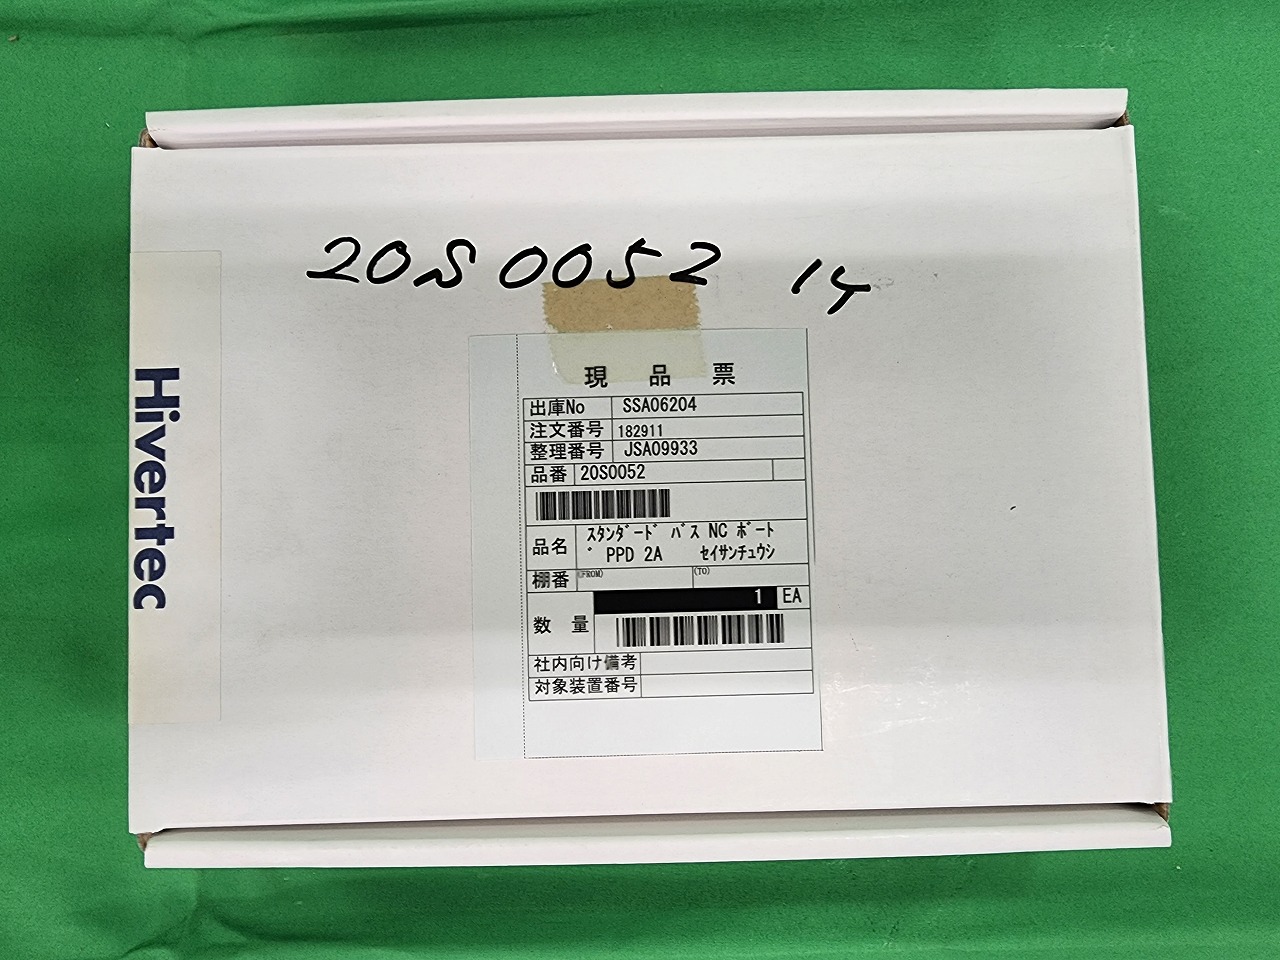 20S0052 14
Hivertec
現品票
出庫No SSA06204
注文番号 182911
整理番号 JSA09933
品番 20S0052
品名 ｽﾀﾝﾀﾞｰﾄﾞ ﾊﾞｽ NC ﾎﾞｰﾄ
ﾞ PPD 2A ｾｲｻﾝﾁｭｳｼ
棚番 (FROM) (TO)
数量 1 EA
社内向け備考
対象装置番号